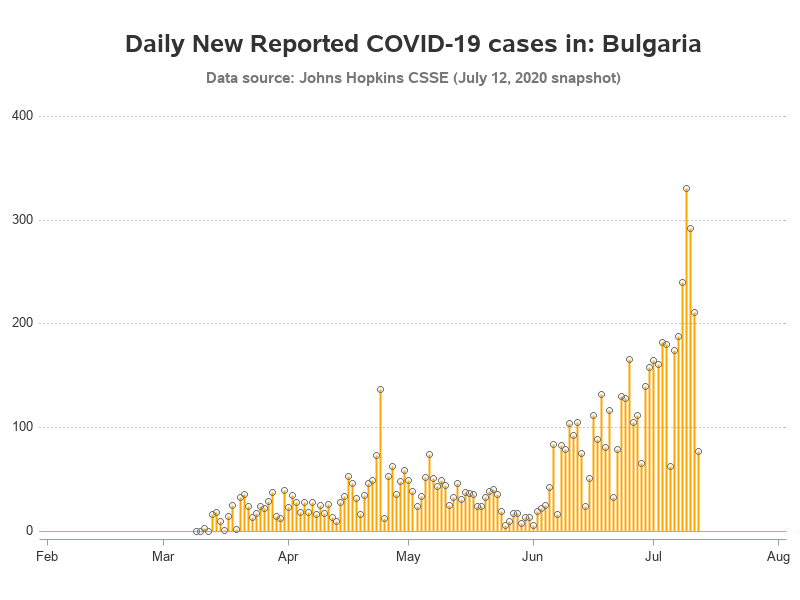 Daily New Reported COVID-19 cases in: Bulgaria
Data source: Johns Hopkins CSSE (July 12, 2020 snapshot)
400
300
200
100
0
Feb Mar Apr May Jun Jul Aug